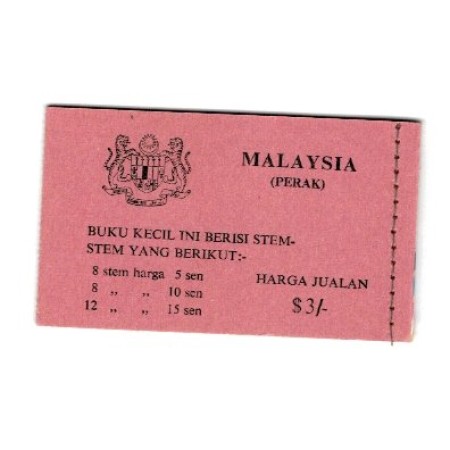 MALAYSIA
(PERAK)
BUKU KECIL INI BERISI STEM-
STEM YANG BERIKUT:-
8 stem harga 5 sen
8 „ „ 10 sen
12 „ „ 15 sen
HARGA JUALAN
$3/-